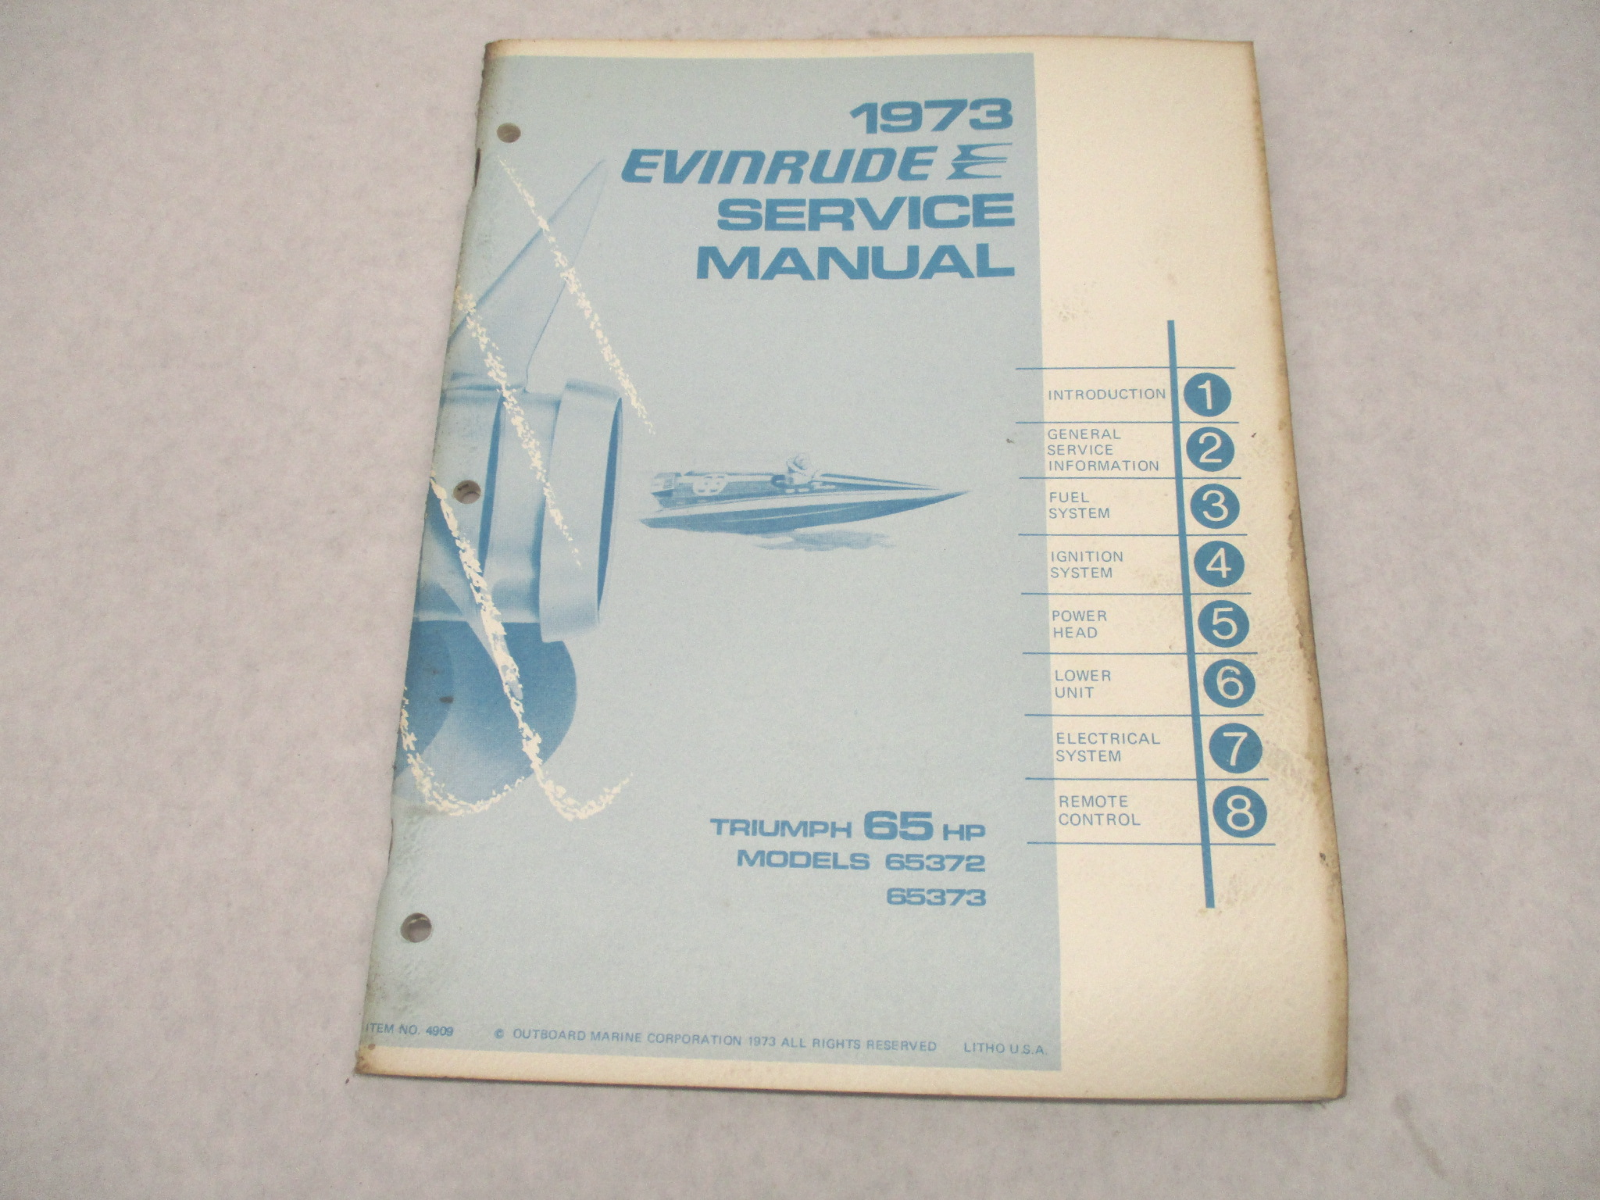 1973
EVINRUDE
SERVICE
MANUAL
INTRODUCTION 1
GENERAL
SERVICE
INFORMATION 2
FUEL
SYSTEM 3
IGNITION
SYSTEM 4
POWER
HEAD 5
LOWER
UNIT 6
ELECTRICAL
SYSTEM 7
REMOTE
CONTROL 8
TRIUMPH 65 HP
MODELS 65372
65373
ITEM NO. 4909 © OUTBOARD MARINE CORPORATION 1973 ALL RIGHTS RESERVED LITHO U.S.A.